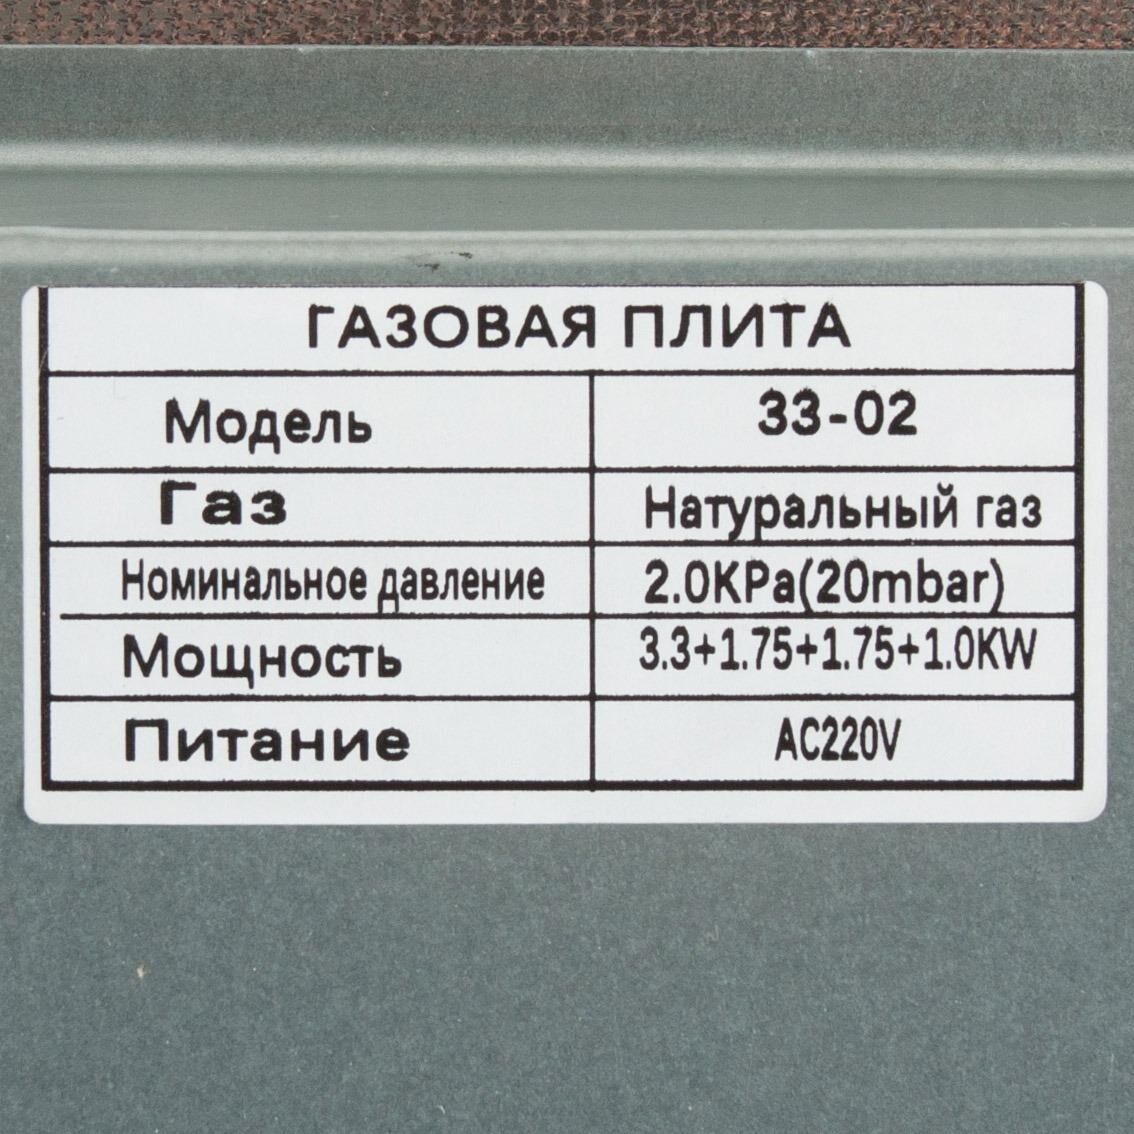 ГАЗОВАЯ ПЛИТА
Модель 33-02
Газ Натуральный газ
Номинальное давление 2.0KPa(20mbar)
Мощность 3.3+1.75+1.75+1.0KW
Питание AC220V